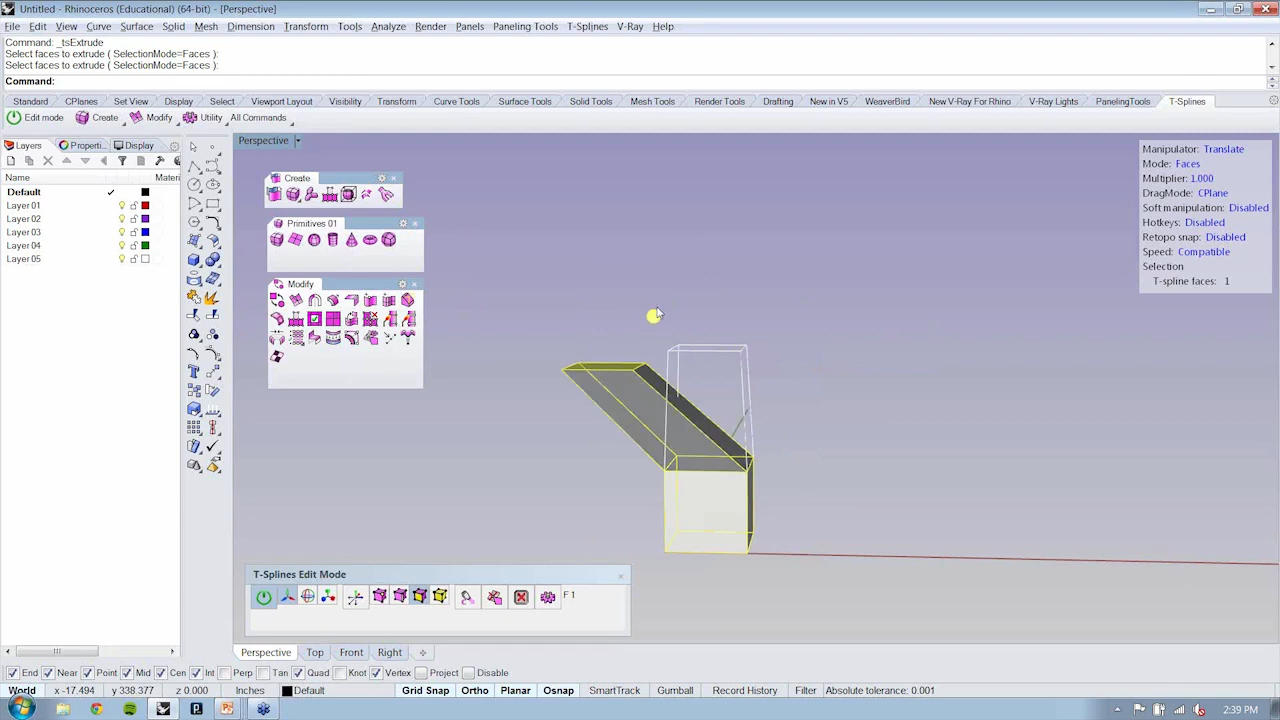 Untitled - Rhinoceros (Educational) (64-bit) - [Perspective]
File Edit View Curve Surface Solid Mesh Dimension Transform Tools Analyze Render Panels Paneling Tools T-Splines V-Ray Help
Command: _tsExtrude
Select faces to extrude ( SelectionMode=Faces ):
Select faces to extrude ( SelectionMode=Faces ):
Command:
Standard CPlanes Set View Display Select Viewport Layout Visibility Transform Curve Tools Surface Tools Solid Tools Mesh Tools Render Tools Drafting New in V5 WeaverBird New V-Ray For Rhino V-Ray Lights PanelingTools T-Splines
Edit mode Create Modify Utility All Commands
Layers Properti... Display
Perspective
Name Materi
Default
Layer 01
Layer 02
Layer 03
Layer 04
Layer 05
Create
Primitives 01
Modify
Manipulator: Translate
Mode: Faces
Multiplier: 1.000
DragMode: CPlane
Soft manipulation: Disabled
Hotkeys: Disabled
Retopo snap: Disabled
Speed: Compatible
Selection
T-spline faces: 1
T-Splines Edit Mode
F 1
Perspective Top Front Right
End Near Point Mid Cen Int Perp Tan Quad Knot Vertex Project Disable
World x -17.494 y 338.377 z 0.000 Inches Default Grid Snap Ortho Planar Osnap SmartTrack Gumball Record History Filter Absolute tolerance: 0.001
2:39 PM